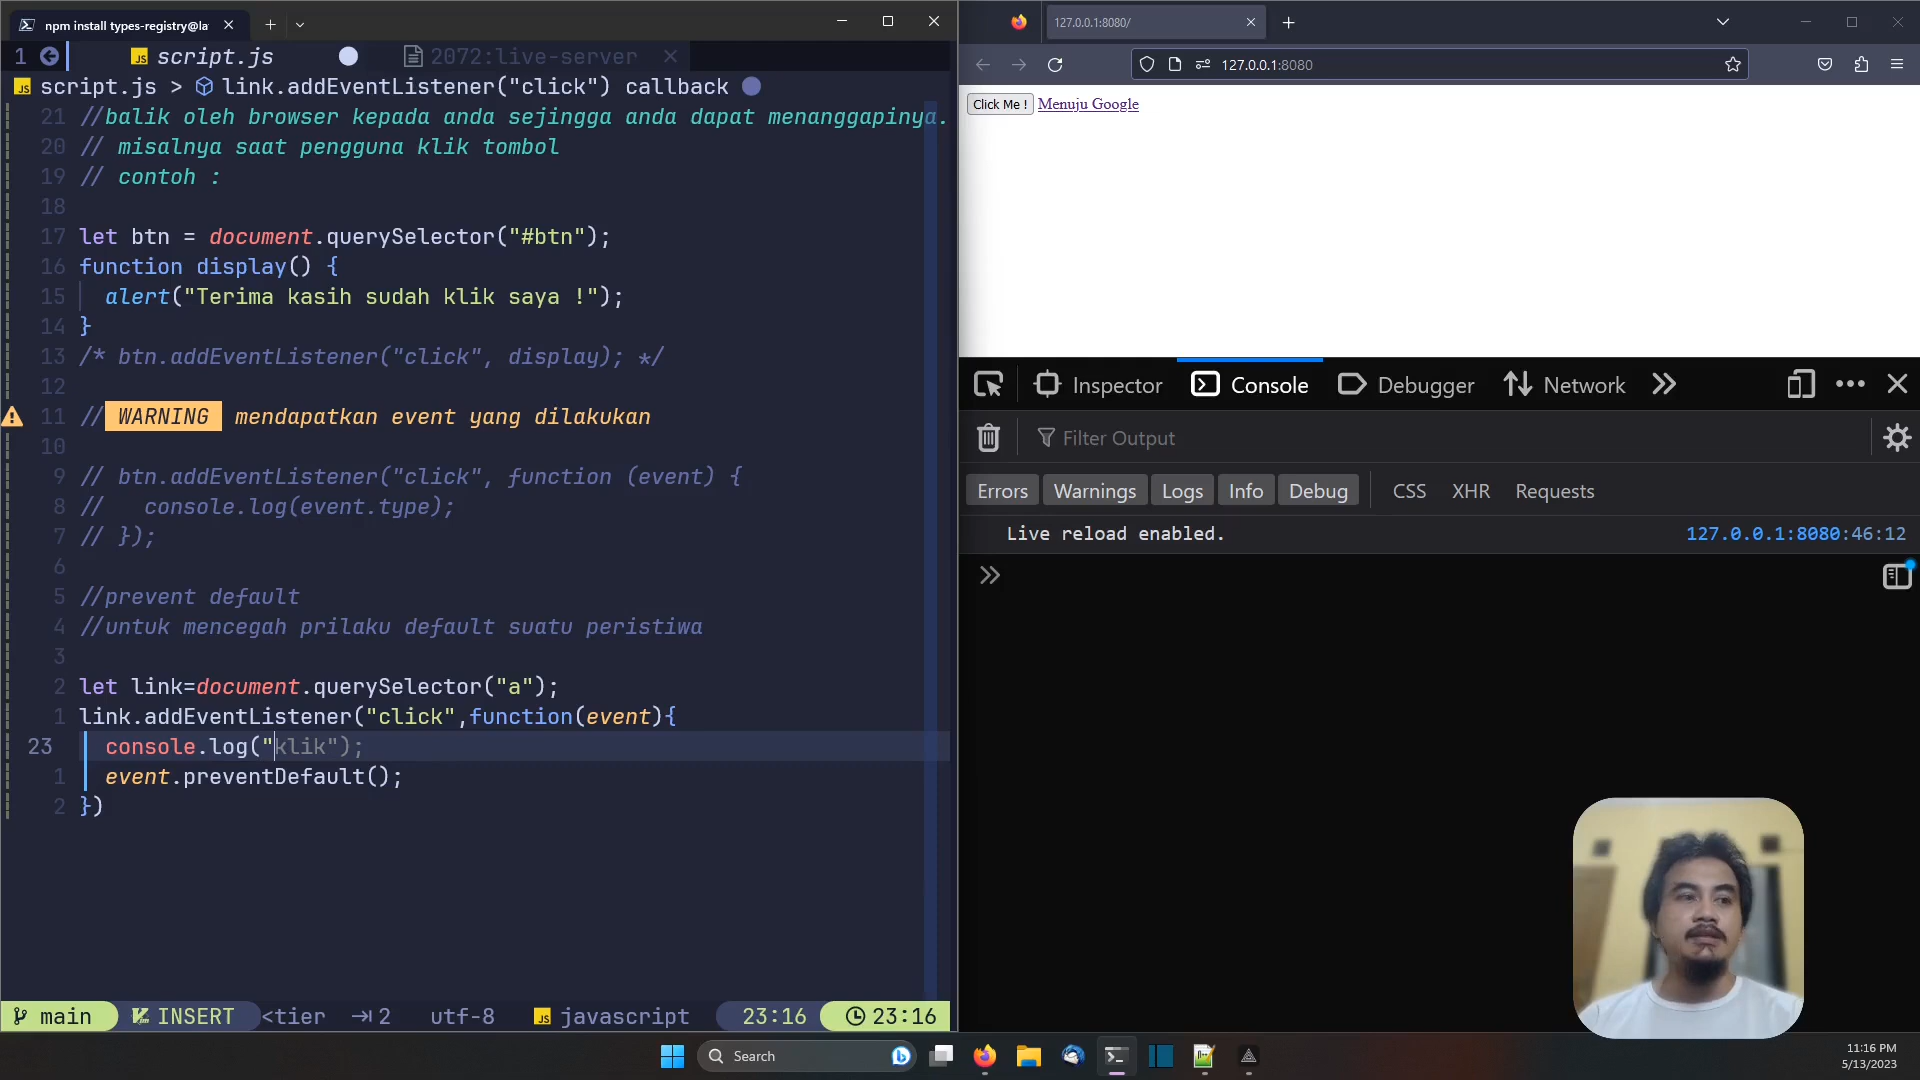 npm install types-registry@la
1 script.js 2072:live-server
script.js > link.addEventListener("click") callback
21 //balik oleh browser kepada anda sejingga anda dapat menanggapinya.
20 // misalnya saat pengguna klik tombol
19 // contoh :
18
17 let btn = document.querySelector("#btn");
16 function display() {
15 alert("Terima kasih sudah klik saya !");
14 }
13 /* btn.addEventListener("click", display); */
12
11 // WARNING mendapatkan event yang dilakukan
10
9 // btn.addEventListener("click", function (event) {
8 // console.log(event.type);
7 // });
6
5 //prevent default
4 //untuk mencegah prilaku default suatu peristiwa
3
2 let link=document.querySelector("a");
1 link.addEventListener("click",function(event){
23 console.log("klik");
1 event.preventDefault();
2 })
main INSERT <tier 2 utf-8 javascript 23:16 23:16
127.0.0.1:8080/
127.0.0.1:8080
Click Me ! Menuju Google
Inspector Console Debugger Network
Filter Output
Errors Warnings Logs Info Debug CSS XHR Requests
Live reload enabled. 127.0.0.1:8080:46:12
Search
11:16 PM
5/13/2023